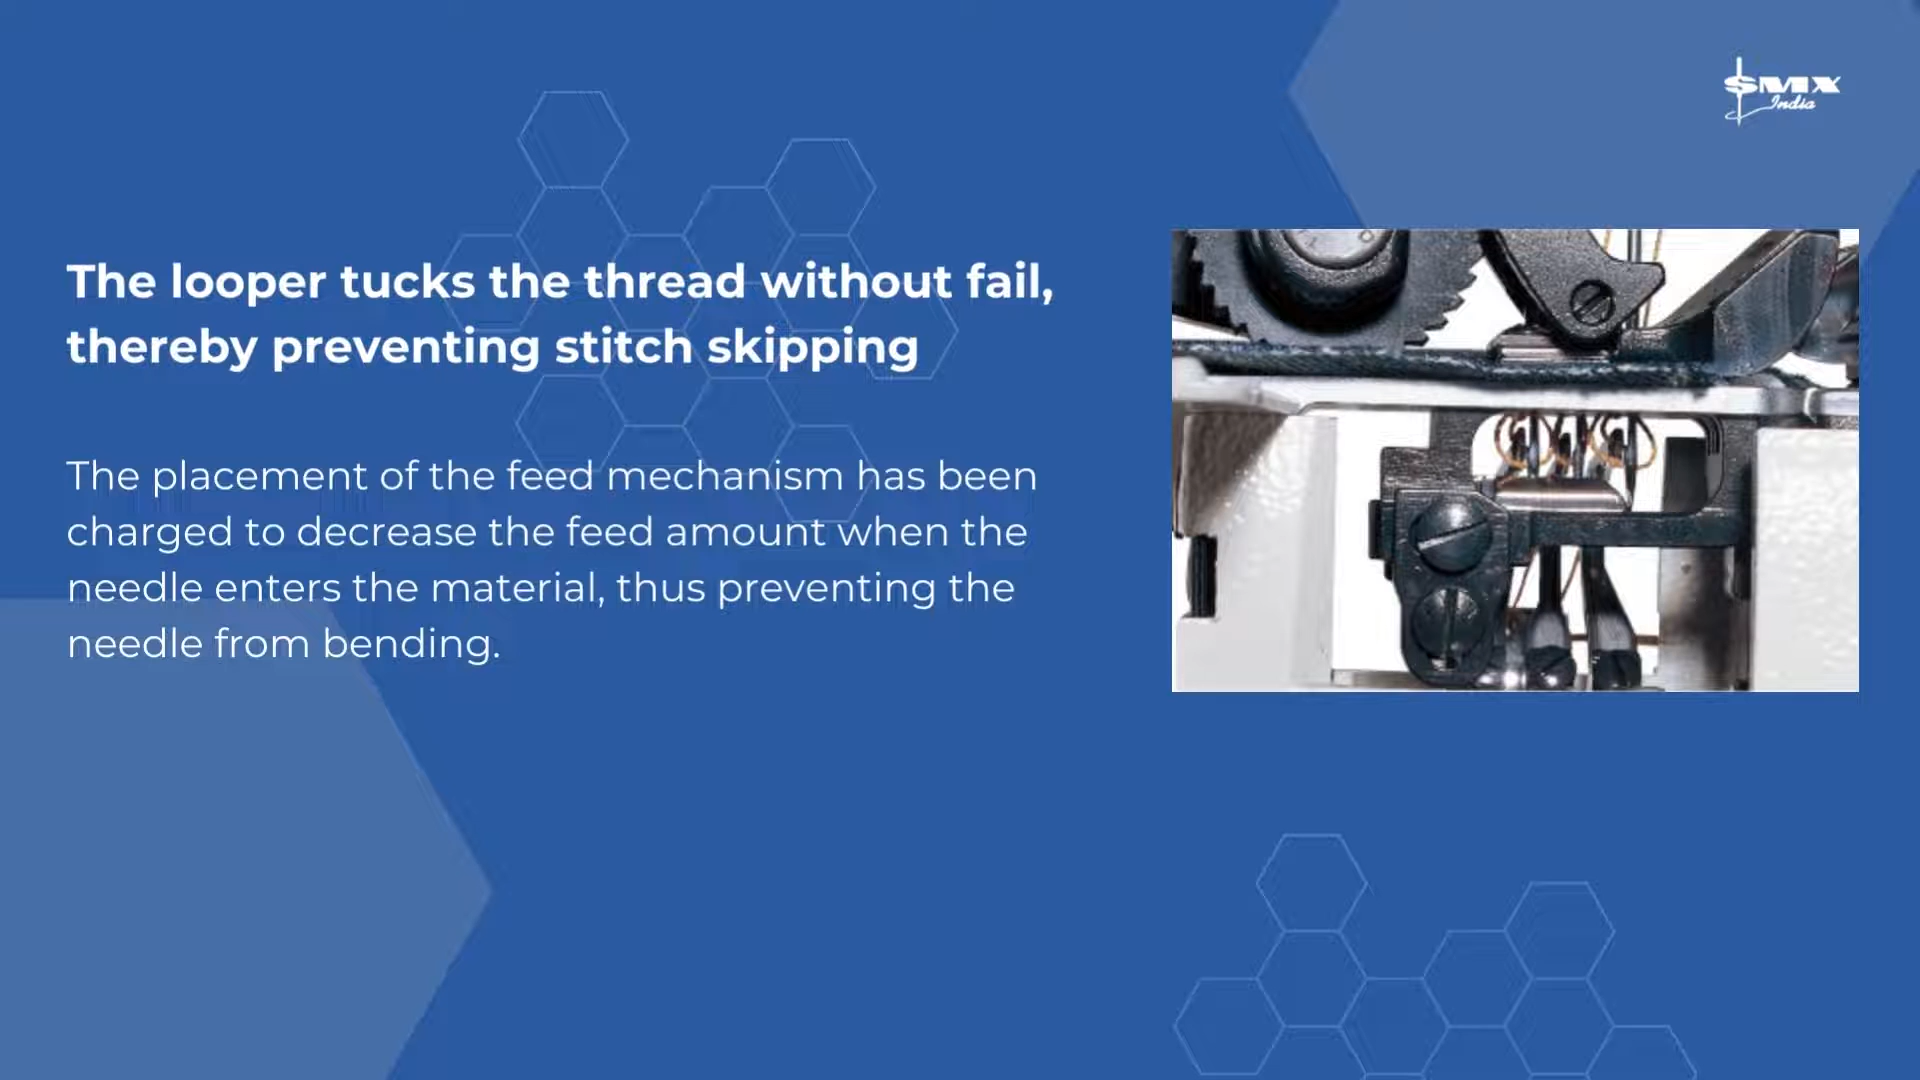 SMX
India
The looper tucks the thread without fail,
thereby preventing stitch skipping
The placement of the feed mechanism has been
charged to decrease the feed amount when the
needle enters the material, thus preventing the
needle from bending.